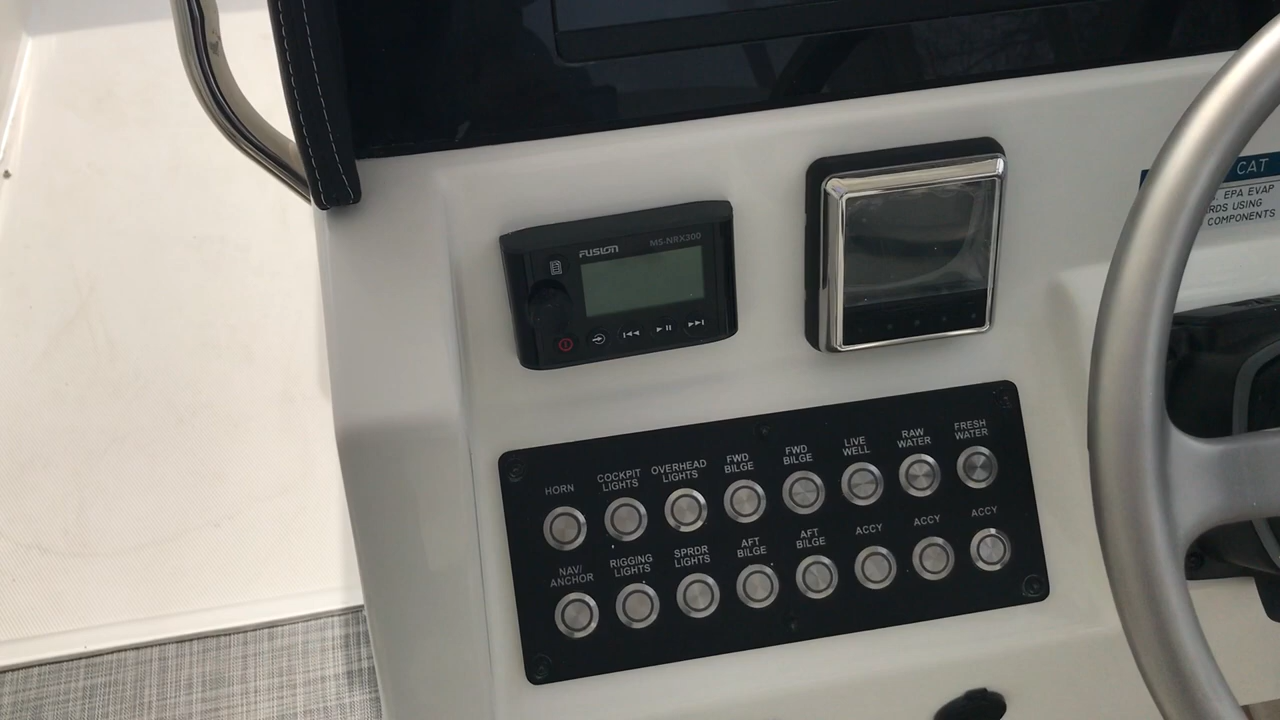 FUSION
MS-NRX300
CAT
EPA EVAP
RDS USING
COMPONENTS
HORN
COCKPIT
LIGHTS
OVERHEAD
LIGHTS
FWD
BILGE
FWD
BILGE
LIVE
WELL
RAW
WATER
FRESH
WATER
NAV/
ANCHOR
RIGGING
LIGHTS
SPRDR
LIGHTS
AFT
BILGE
AFT
BILGE
ACCY
ACCY
ACCY